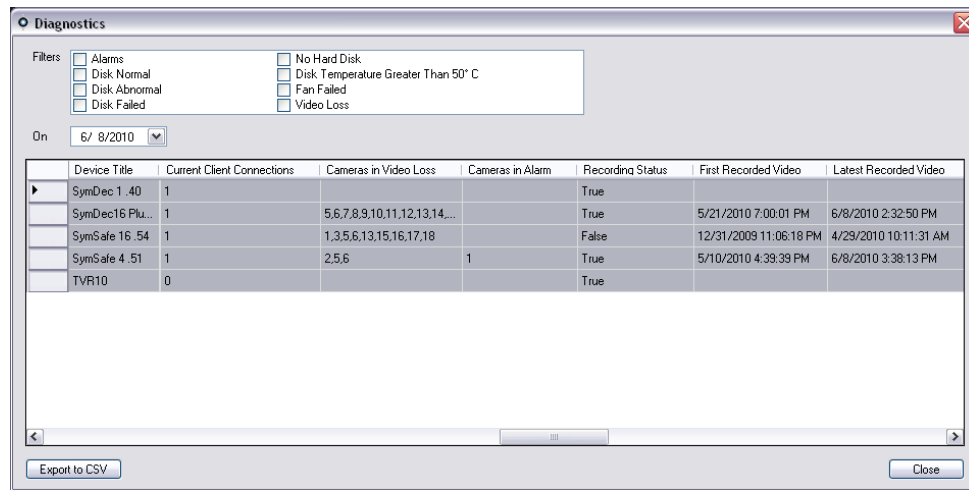 Diagnostics
Filters
Alarms
Disk Normal
Disk Abnormal
Disk Failed
No Hard Disk
Disk Temperature Greater Than 50° C
Fan Failed
Video Loss
On 6/ 8/2010
Device Title Current Client Connections Cameras in Video Loss Cameras in Alarm Recording Status First Recorded Video Latest Recorded Video
SymDec 1 .40 1 True
SymDec16 Plu... 1 5,6,7,8,9,10,11,12,13,14,... True 5/21/2010 7:00:01 PM 6/8/2010 2:32:50 PM
SymSafe 16 .54 1 1,3,5,6,13,15,16,17,18 False 12/31/2009 11:06:18 PM 4/29/2010 10:11:31 AM
SymSafe 4 .51 1 2,5,6 1 True 5/10/2010 4:39:39 PM 6/8/2010 3:38:13 PM
TVR10 0 True
Export to CSV Close